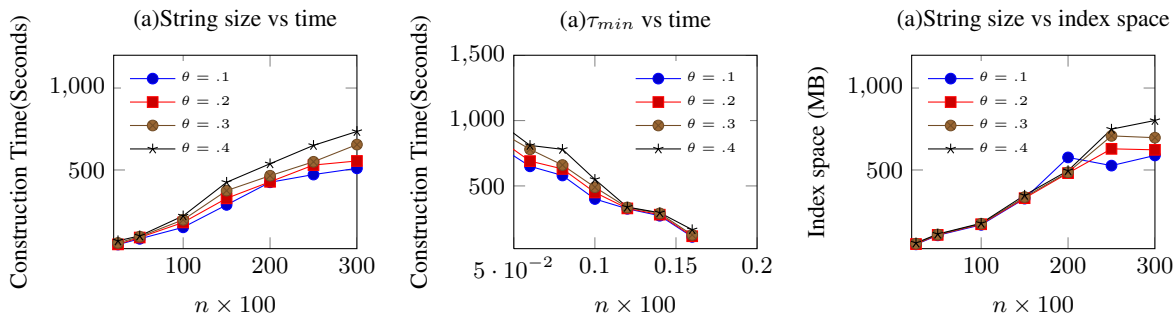 (a)String size vs time
Construction Time(Seconds)
1,000
500
θ = .1
θ = .2
θ = .3
θ = .4
100 200 300
n × 100
(a)τmin vs time
Construction Time(Seconds)
1,500
1,000
500
θ = .1
θ = .2
θ = .3
θ = .4
5 · 10−2 0.1 0.15 0.2
n × 100
(a)String size vs index space
Index space (MB)
1,000
500
θ = .1
θ = .2
θ = .3
θ = .4
100 200 300
n × 100